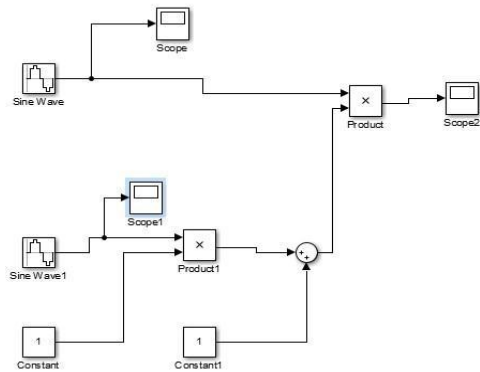 Scope
Sine Wave
×
Product
Scope2
Scope1
Sine Wave1
×
Product1
+
+
1
Constant
1
Constant1